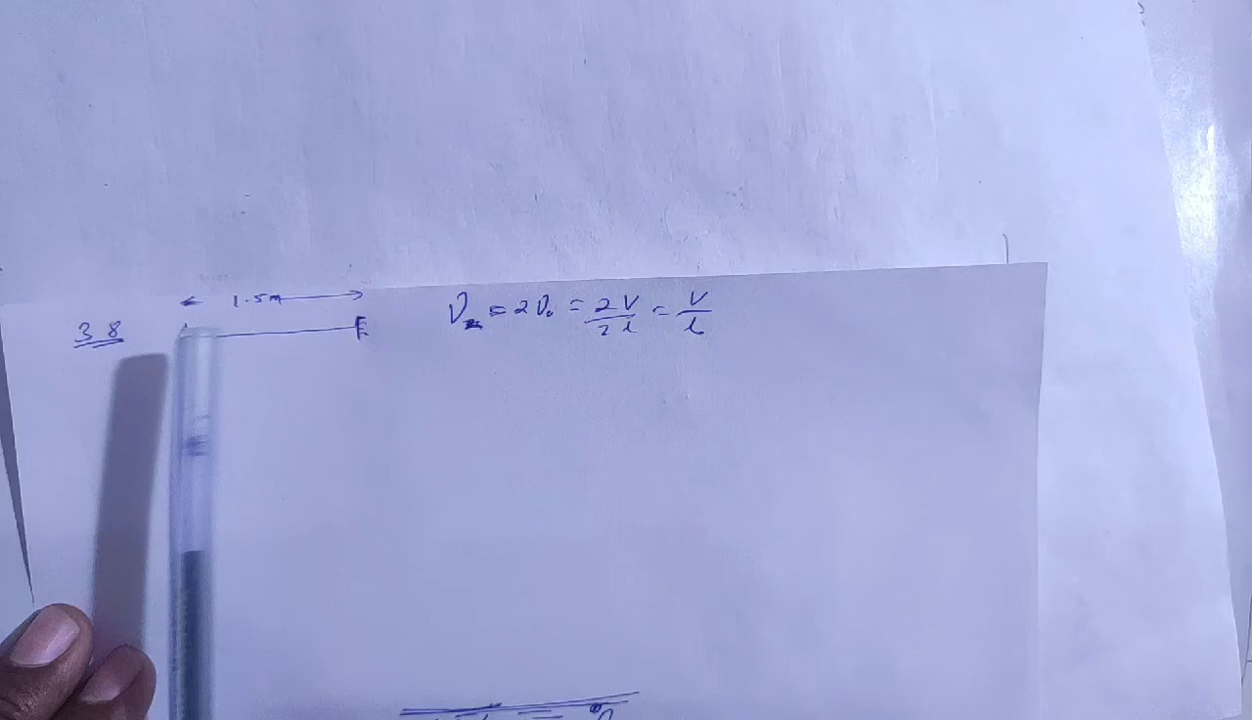 1.5m
38
ν₂ = 2ν₀ = 2V/2l = V/l